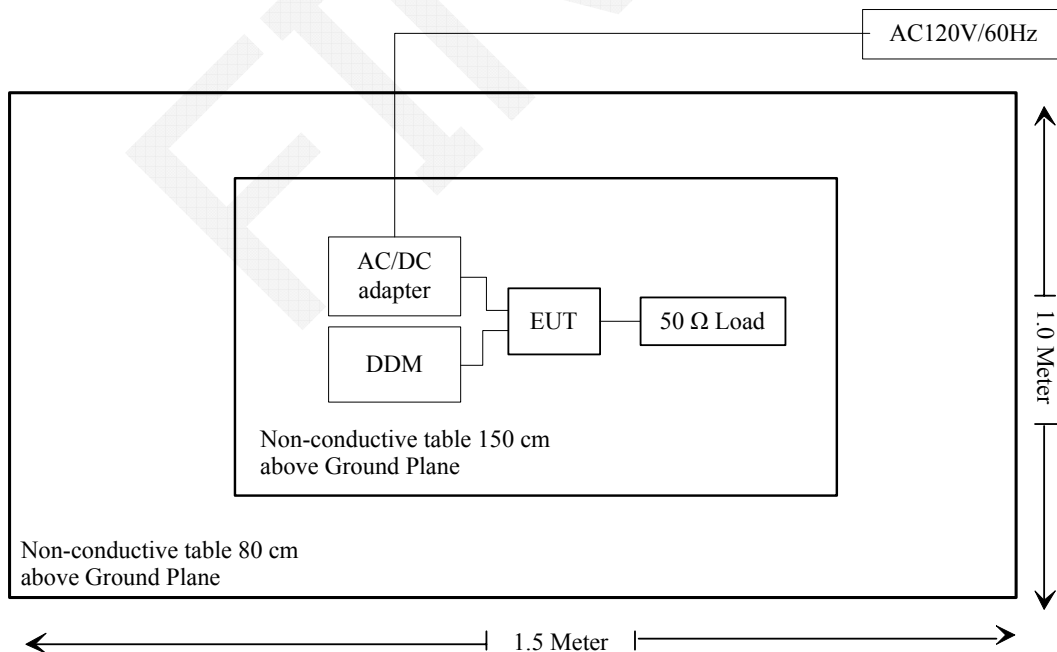 AC120V/60Hz
AC/DC
adapter
EUT
50 Ω Load
DDM
1.0 Meter
Non-conductive table 150 cm
above Ground Plane
Non-conductive table 80 cm
above Ground Plane
1.5 Meter